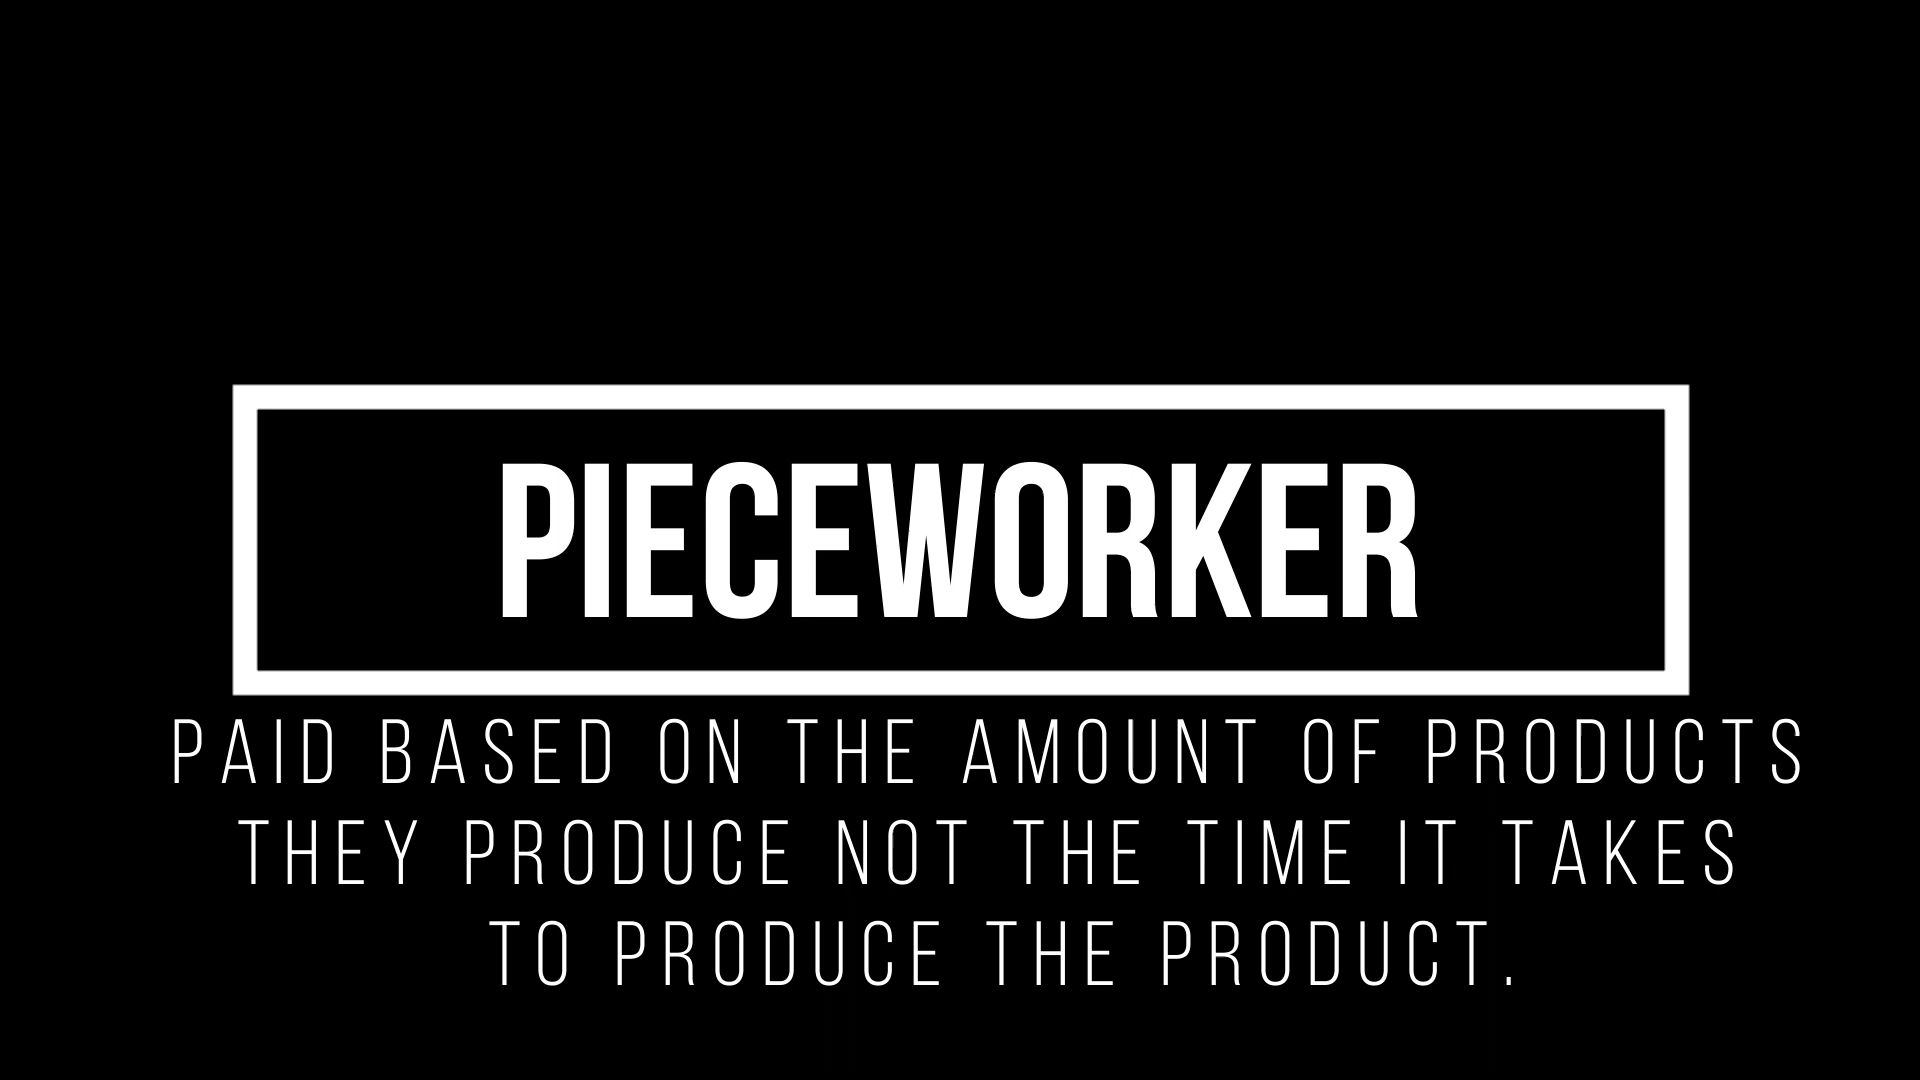 PIECEWORKER
PAID BASED ON THE AMOUNT OF PRODUCTS
THEY PRODUCE NOT THE TIME IT TAKES
TO PRODUCE THE PRODUCT.